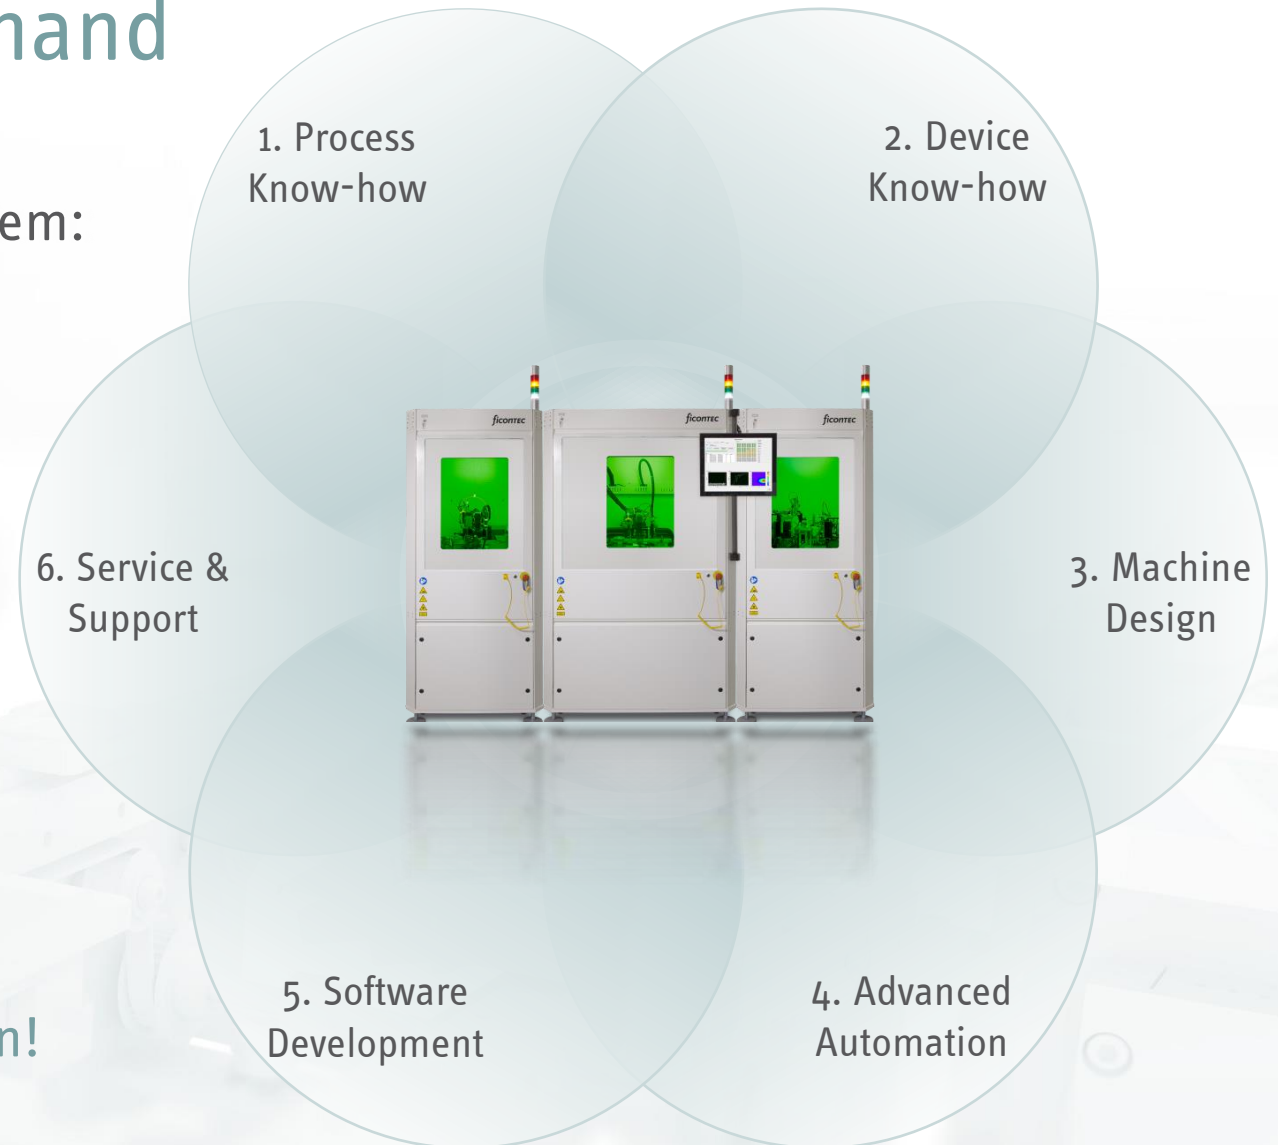 hand
em:
1. Process
Know-how
2. Device
Know-how
ficonTEC
ficonTEC
ficonTEC
6. Service &
Support
3. Machine
Design
5. Software
Development
4. Advanced
Automation
n!